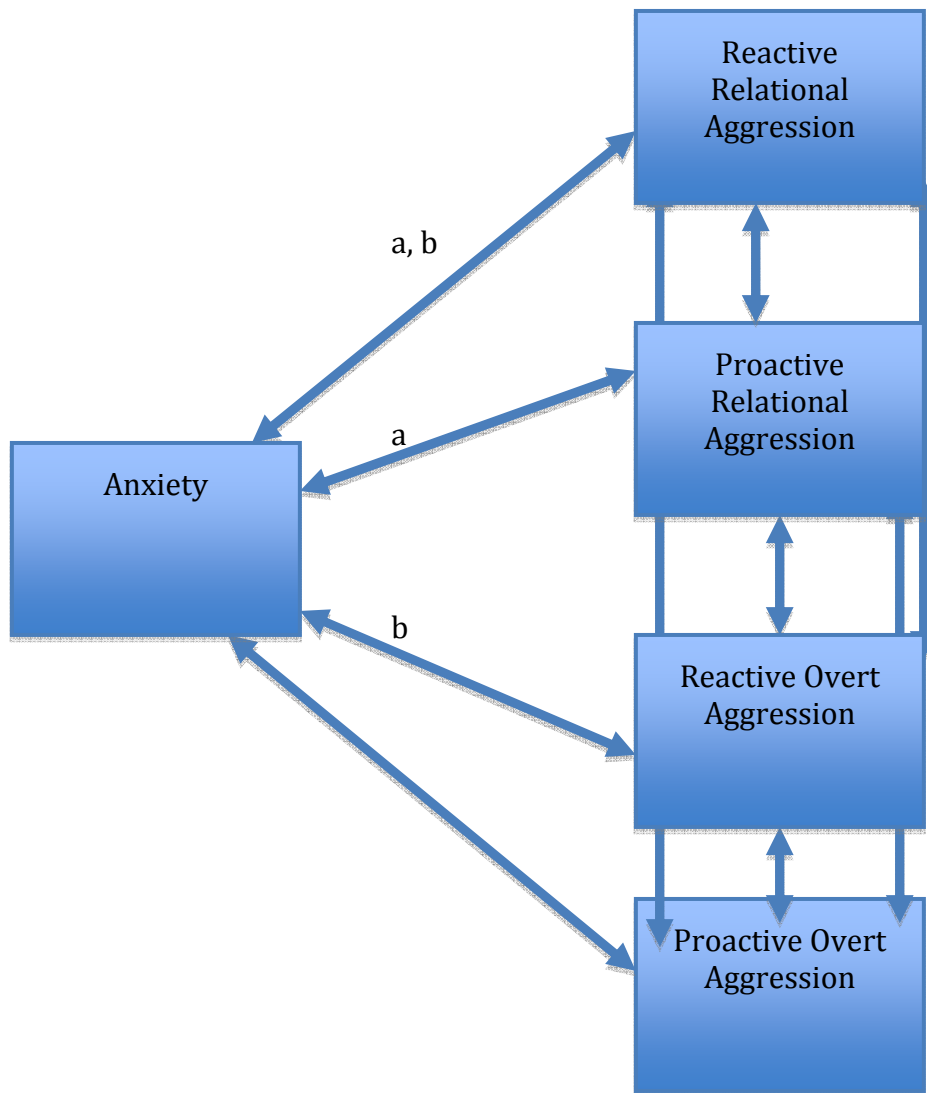 Reactive
Relational
Aggression
a, b
Proactive
Relational
Aggression
a
Anxiety
b
Reactive Overt
Aggression
Proactive Overt
Aggression